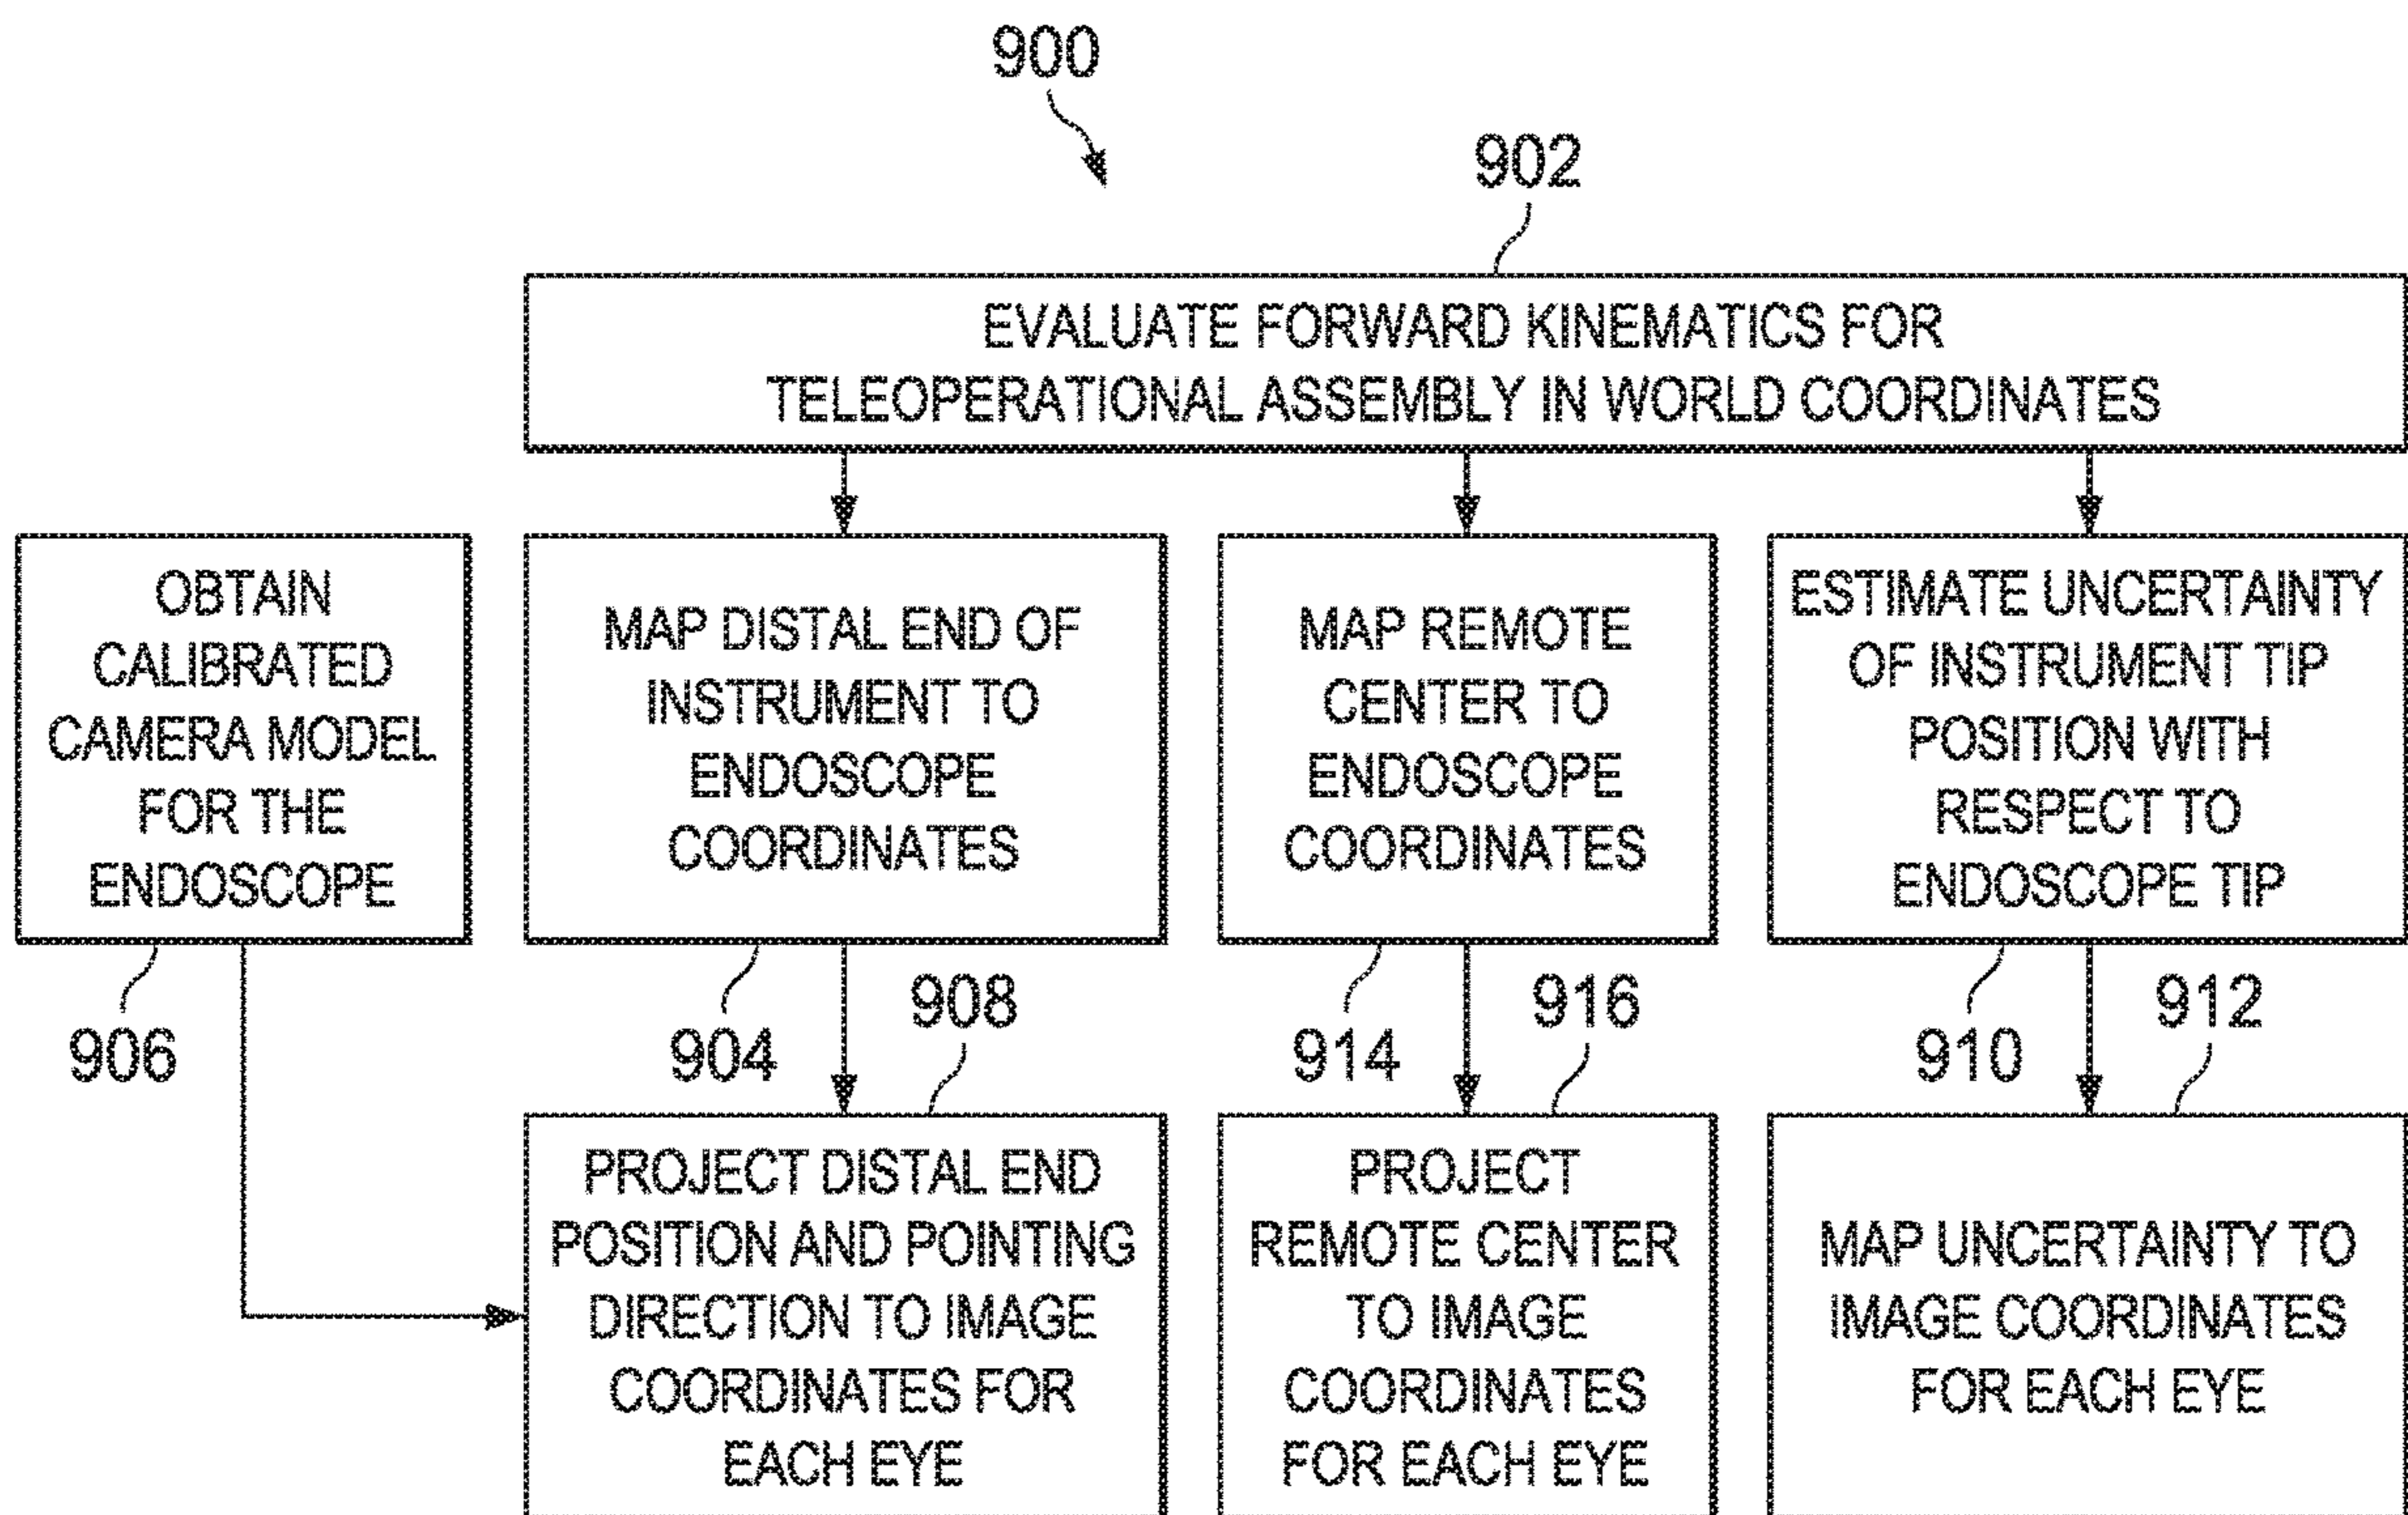 900
902
EVALUATE FORWARD KINEMATICS FOR
TELEOPERATIONAL ASSEMBLY IN WORLD COORDINATES
OBTAIN
CALIBRATED
CAMERA MODEL
FOR THE
ENDOSCOPE
906
MAP DISTAL END OF
INSTRUMENT TO
ENDOSCOPE
COORDINATES
904
MAP REMOTE
CENTER TO
ENDOSCOPE
COORDINATES
914
ESTIMATE UNCERTAINTY
OF INSTRUMENT TIP
POSITION WITH
RESPECT TO
ENDOSCOPE TIP
910
908
PROJECT DISTAL END
POSITION AND POINTING
DIRECTION TO IMAGE
COORDINATES FOR
EACH EYE
916
PROJECT
REMOTE CENTER
TO IMAGE
COORDINATES
FOR EACH EYE
912
MAP UNCERTAINTY TO
IMAGE COORDINATES
FOR EACH EYE